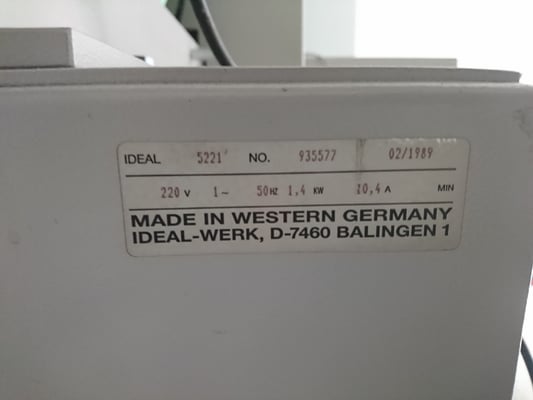 IDEAL 5221 NO. 935577 02/1989
220 V 1~ 50 HZ 1,4 KW 10,4 A MIN
MADE IN WESTERN GERMANY
IDEAL-WERK, D-7460 BALINGEN 1